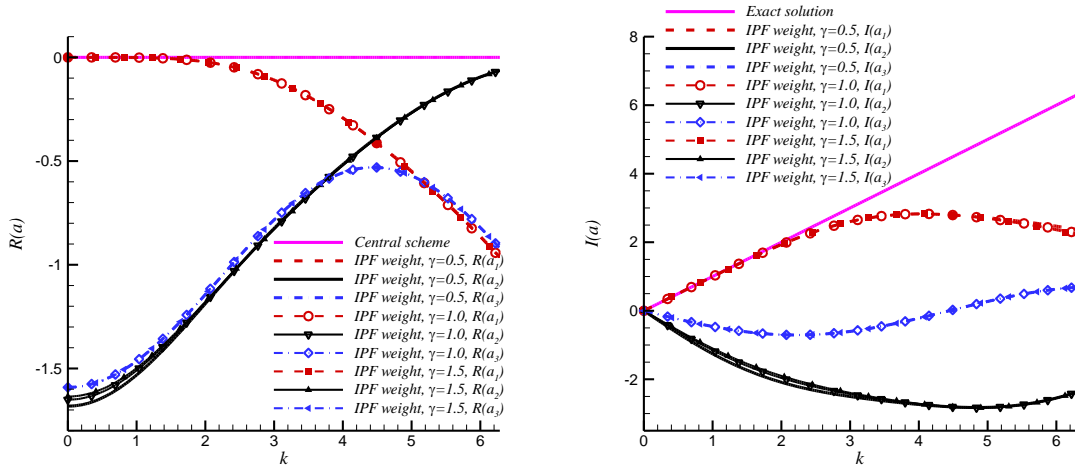 0
-0.5
-1
-1.5
R(a)
0
1
2
3
4
5
6
k
Central scheme
IPF weight, γ=0.5, R(a₁)
IPF weight, γ=0.5, R(a₂)
IPF weight, γ=0.5, R(a₃)
IPF weight, γ=1.0, R(a₁)
IPF weight, γ=1.0, R(a₂)
IPF weight, γ=1.0, R(a₃)
IPF weight, γ=1.5, R(a₁)
IPF weight, γ=1.5, R(a₂)
IPF weight, γ=1.5, R(a₃)
Exact solution
IPF weight, γ=0.5, I(a₁)
IPF weight, γ=0.5, I(a₂)
IPF weight, γ=0.5, I(a₃)
IPF weight, γ=1.0, I(a₁)
IPF weight, γ=1.0, I(a₂)
IPF weight, γ=1.0, I(a₃)
IPF weight, γ=1.5, I(a₁)
IPF weight, γ=1.5, I(a₂)
IPF weight, γ=1.5, I(a₃)
8
6
4
2
0
-2
I(a)
0
1
2
3
4
5
6
k